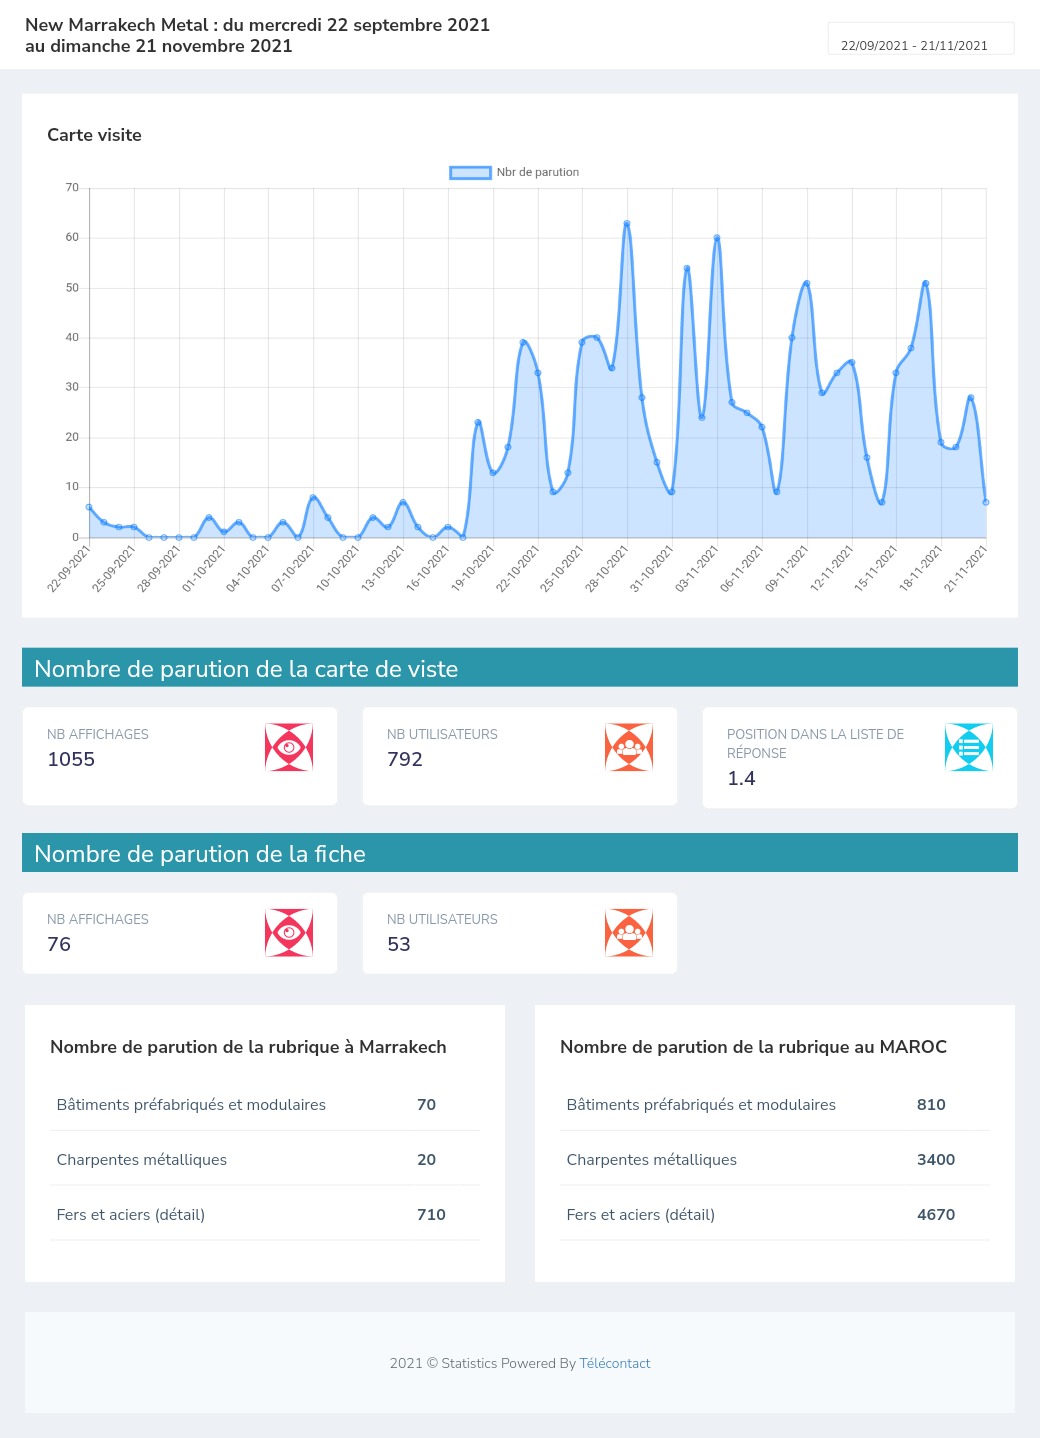 New Marrakech Metal : du mercredi 22 septembre 2021
au dimanche 21 novembre 2021
22/09/2021 - 21/11/2021
Carte visite
Nbr de parution
70
60
50
40
30
20
10
0
22-09-2021
25-09-2021
28-09-2021
01-10-2021
04-10-2021
07-10-2021
10-10-2021
13-10-2021
16-10-2021
19-10-2021
22-10-2021
25-10-2021
28-10-2021
31-10-2021
03-11-2021
06-11-2021
09-11-2021
12-11-2021
15-11-2021
18-11-2021
21-11-2021
Nombre de parution de la carte de viste
NB AFFICHAGES
1055
NB UTILISATEURS
792
POSITION DANS LA LISTE DE
RÉPONSE
1.4
Nombre de parution de la fiche
NB AFFICHAGES
76
NB UTILISATEURS
53
Nombre de parution de la rubrique à Marrakech
Bâtiments préfabriqués et modulaires 70
Charpentes métalliques 20
Fers et aciers (détail) 710
Nombre de parution de la rubrique au MAROC
Bâtiments préfabriqués et modulaires 810
Charpentes métalliques 3400
Fers et aciers (détail) 4670
2021 © Statistics Powered By Télécontact